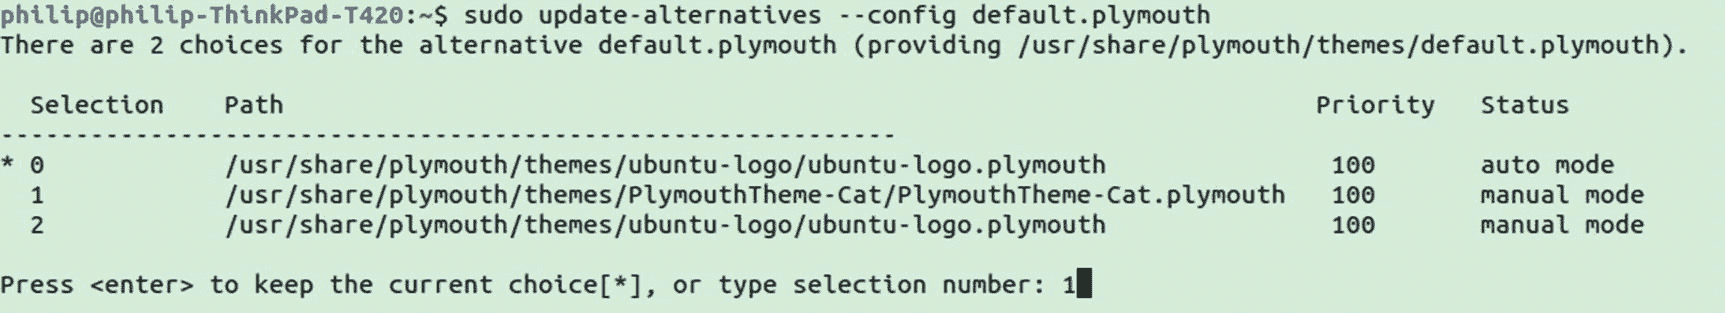 philip@philip-ThinkPad-T420:~$ sudo update-alternatives --config default.plymouth
There are 2 choices for the alternative default.plymouth (providing /usr/share/plymouth/themes/default.plymouth).
  Selection    Path                                                                      Priority   Status
------------------------------------------------------------
* 0            /usr/share/plymouth/themes/ubuntu-logo/ubuntu-logo.plymouth               100       auto mode
  1            /usr/share/plymouth/themes/PlymouthTheme-Cat/PlymouthTheme-Cat.plymouth   100       manual mode
  2            /usr/share/plymouth/themes/ubuntu-logo/ubuntu-logo.plymouth               100       manual mode
Press <enter> to keep the current choice[*], or type selection number: 1